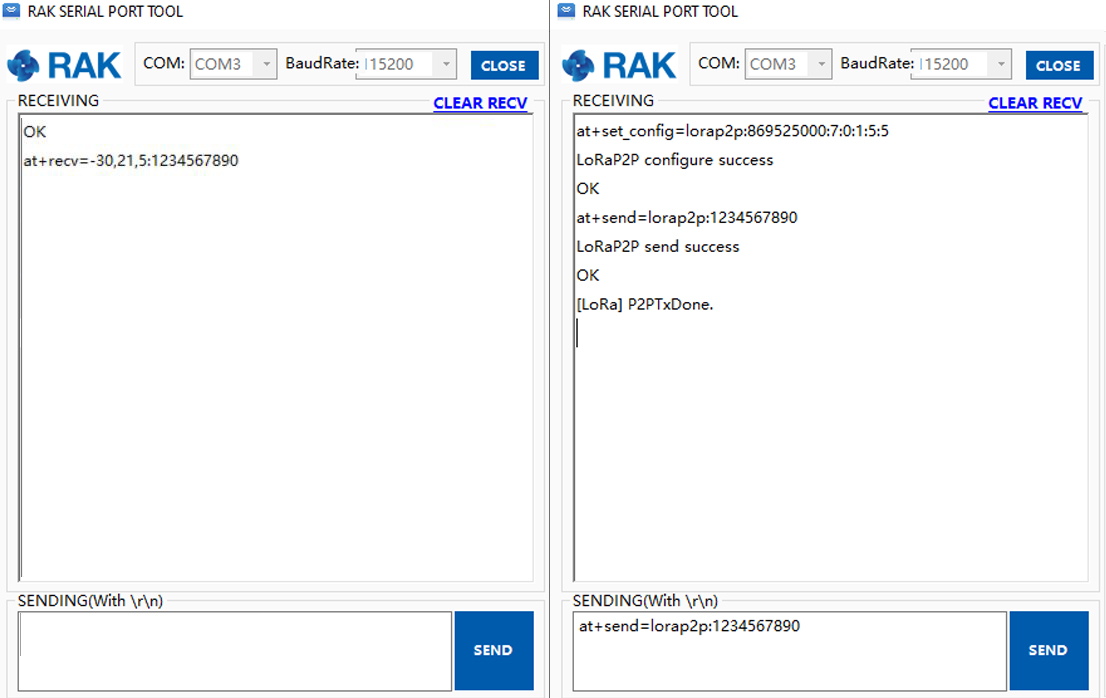 RAK SERIAL PORT TOOL
RAK
COM: COM3 BaudRate: 115200 CLOSE
RECEIVING
CLEAR RECV
OK
at+recv=-30,21,5:1234567890
SENDING(With \r\n)
SEND
RAK SERIAL PORT TOOL
RAK
COM: COM3 BaudRate: 115200 CLOSE
RECEIVING
CLEAR RECV
at+set_config=lorap2p:869525000:7:0:1:5:5
LoRaP2P configure success
OK
at+send=lorap2p:1234567890
LoRaP2P send success
OK
[LoRa] P2PTxDone.
SENDING(With \r\n)
at+send=lorap2p:1234567890
SEND